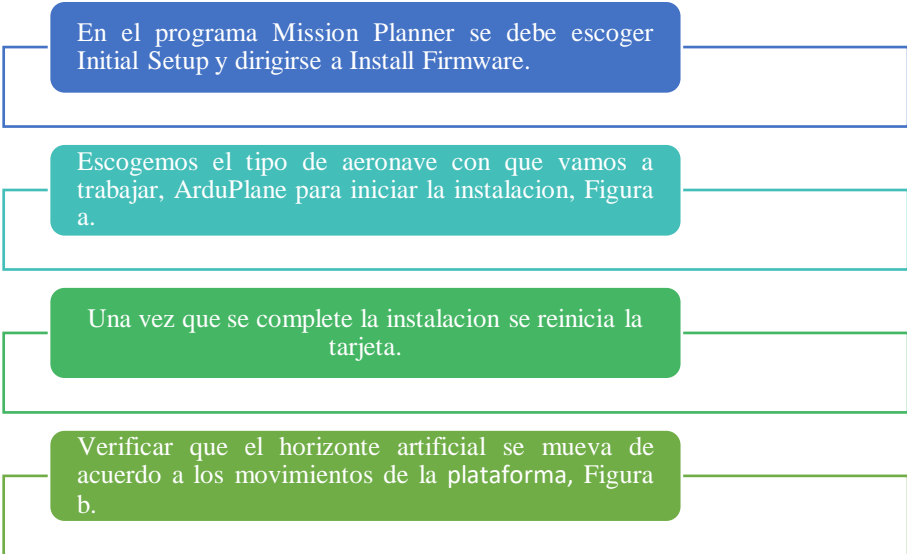 En el programa Mission Planner se debe escoger
Initial Setup y dirigirse a Install Firmware.
Escogemos el tipo de aeronave con que vamos a
trabajar, ArduPlane para iniciar la instalacion, Figura
a.
Una vez que se complete la instalacion se reinicia la
tarjeta.
Verificar que el horizonte artificial se mueva de
acuerdo a los movimientos de la plataforma, Figura
b.